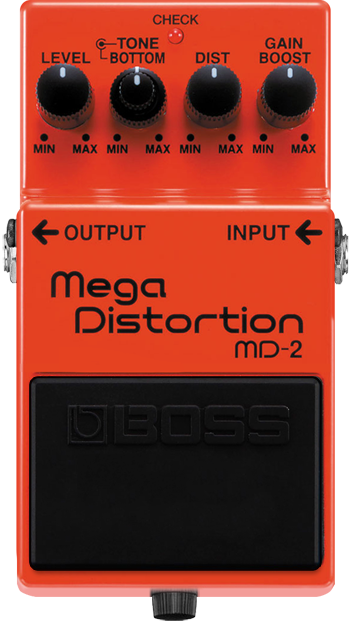 CHECK
TONE
GAIN
LEVEL BOTTOM DIST BOOST
MIN MAX MIN MAX MIN MAX MIN MAX
OUTPUT INPUT
Mega
Distortion
MD-2
BOSS